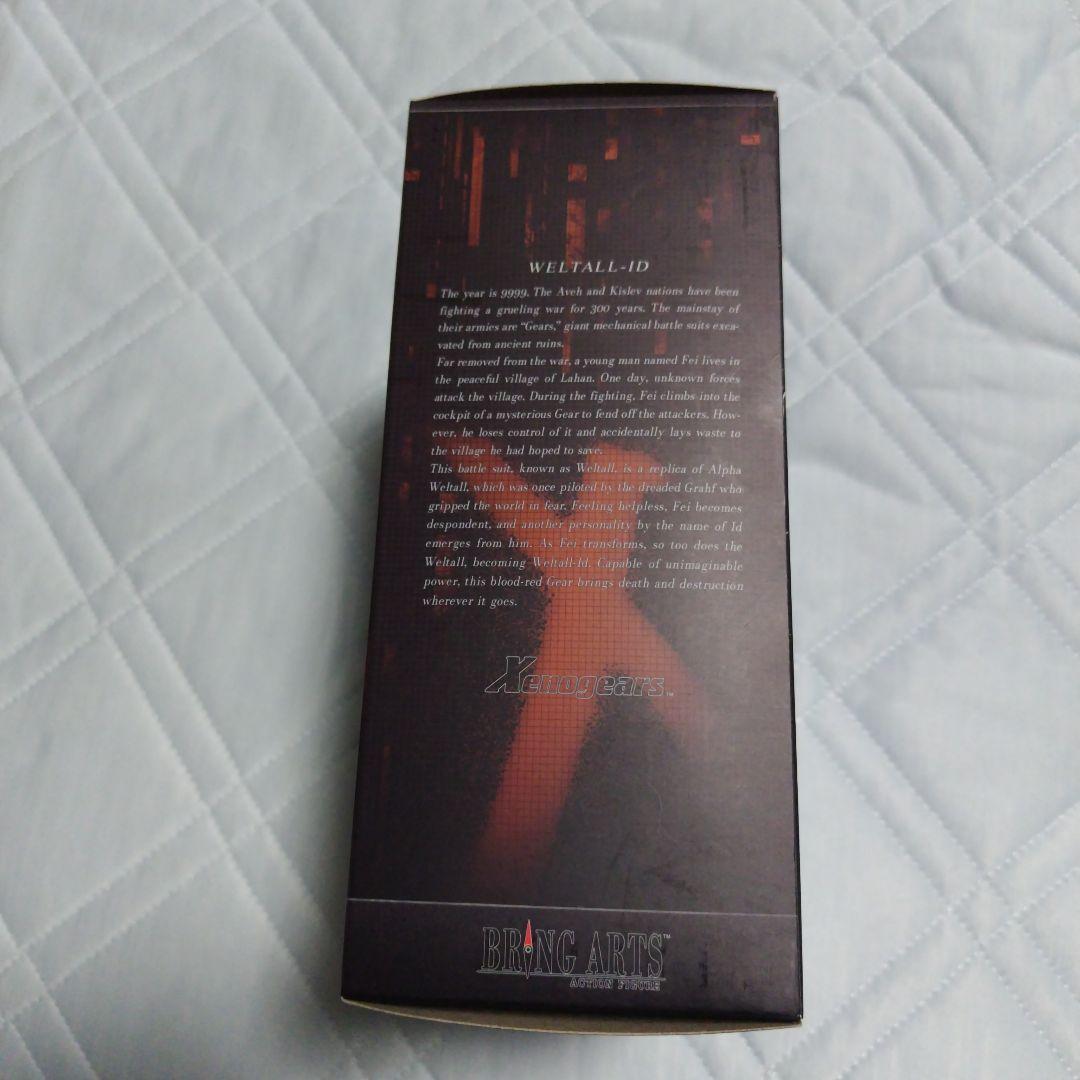 WELTALL-ID
The year is 9999. The Aveh and Kislev nations have been
fighting a grueling war for 300 years. The mainstay of
their armies are "Gears," giant mechanical battle suits exca-
vated from ancient ruins.
Far removed from the war, a young man named Fei lives in
the peaceful village of Lahan. One day, unknown forces
attack the village. During the fighting, Fei climbs into the
cockpit of a mysterious Gear to fend off the attackers. How-
ever, he loses control of it and accidentally lays waste to
the village he had hoped to save.
This battle suit, known as Weltall, is a replica of Alpha
Weltall, which was once piloted by the dreaded Grahf who
gripped the world in fear. Feeling helpless, Fei becomes
despondent, and another personality by the name of Id
emerges from him. As Fei transforms, so too does the
Weltall, becoming Weltall-Id. Capable of unimaginable
power, this blood-red Gear brings death and destruction
wherever it goes.
Xenogears™
BRING ARTS™
ACTION FIGURE